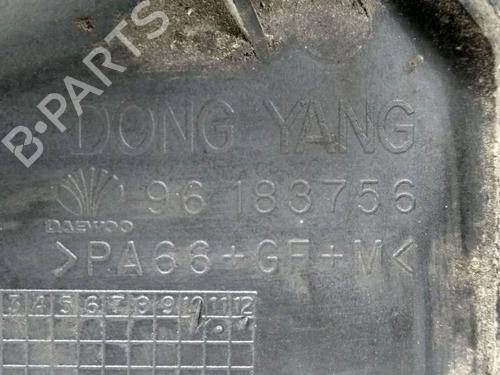 B-PARTS
DONG YANG
96 183756
DAEWOO
>PA66+GF+M<
3 4 5 6 7 8 9 10 11 12